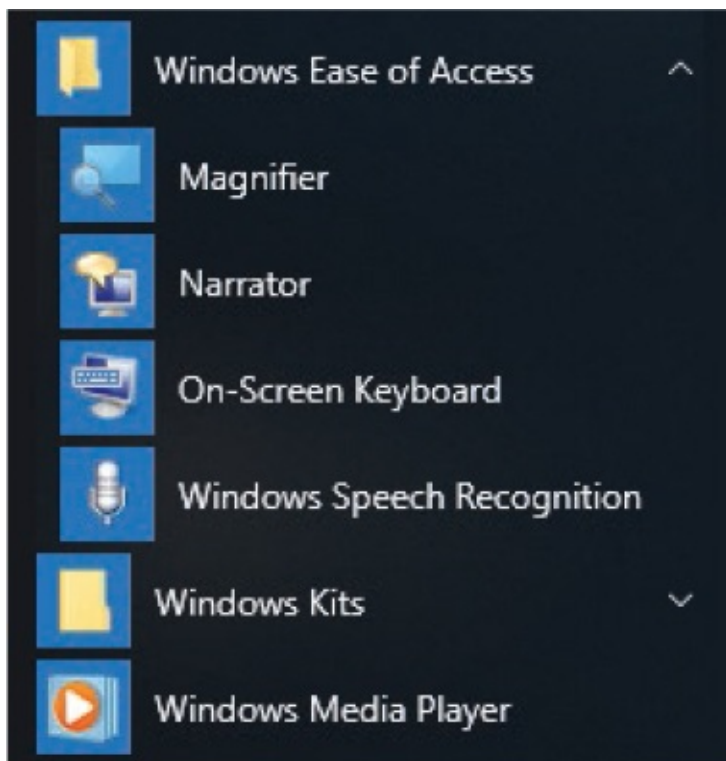 Windows Ease of Access
Magnifier
Narrator
On-Screen Keyboard
Windows Speech Recognition
Windows Kits
Windows Media Player